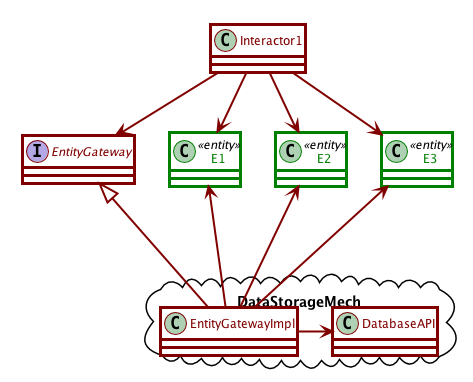 C Interactor1
I EntityGateway
C «entity»
E1
C «entity»
E2
C «entity»
E3
DataStorageMech
C EntityGatewayImpl
C DatabaseAPI